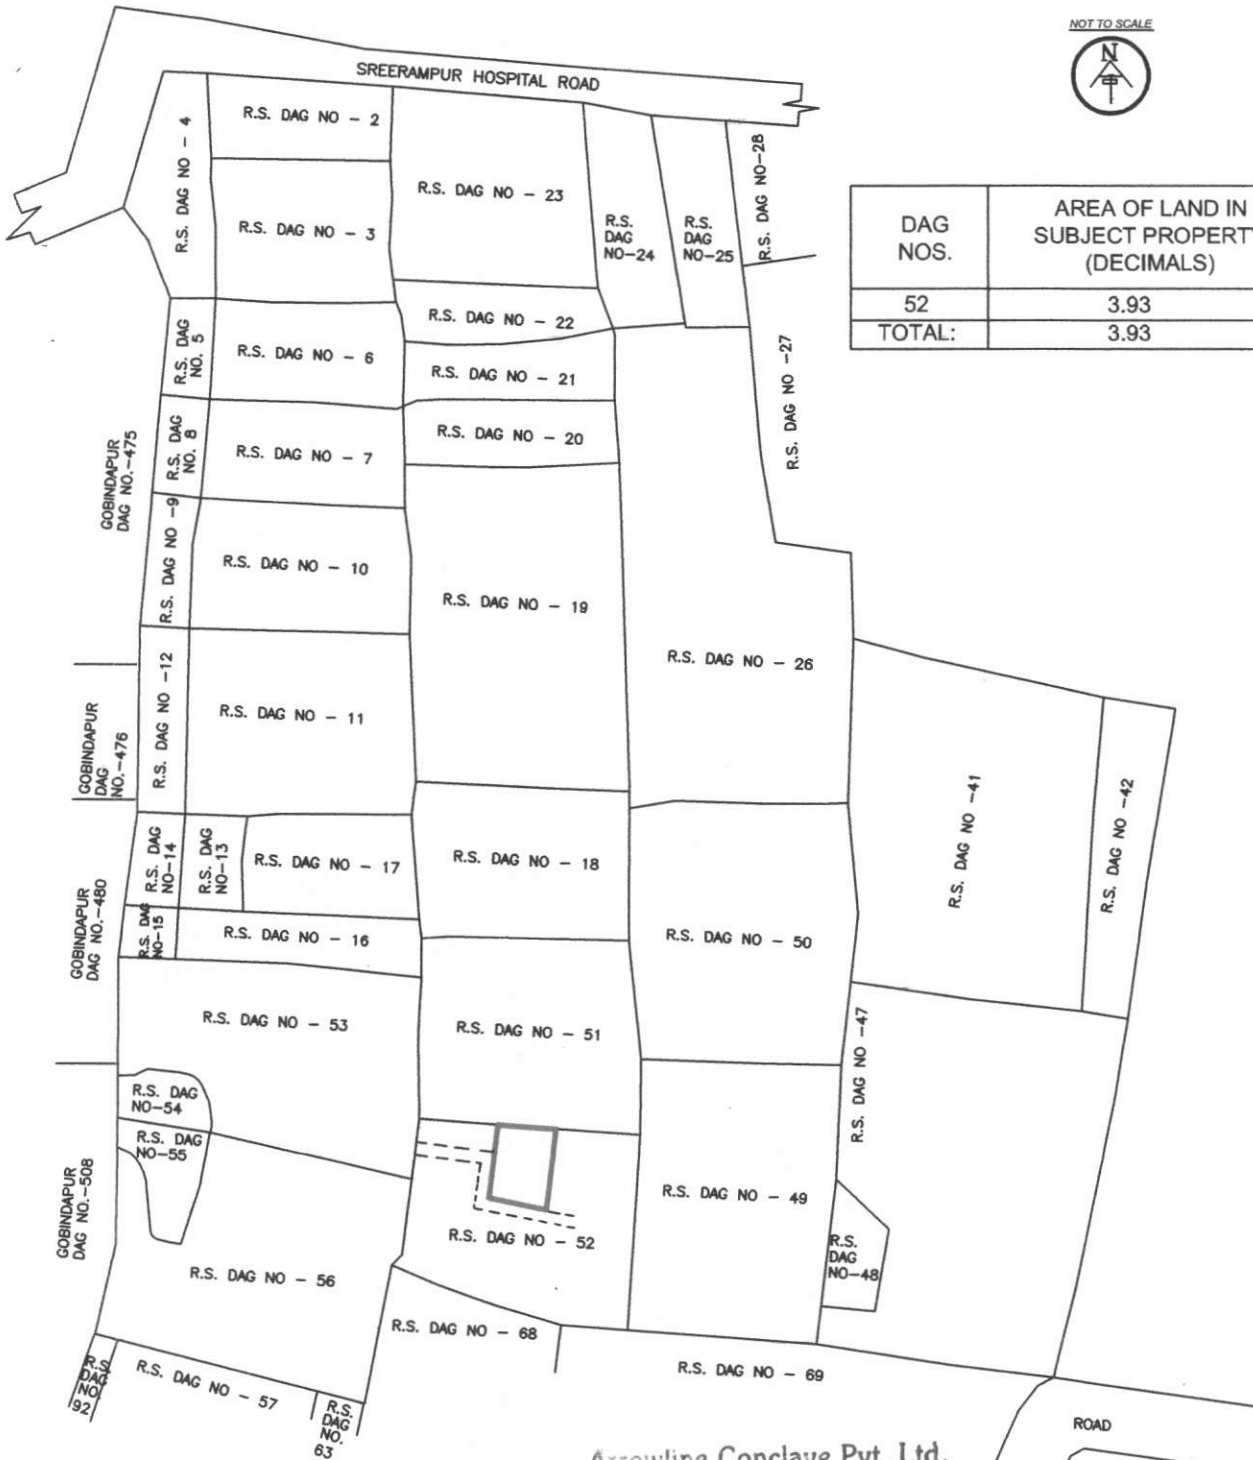 NOT TO SCALE
N
SREERAMPUR HOSPITAL ROAD
DAG
NOS.
AREA OF LAND IN
SUBJECT PROPERTY
(DECIMALS)
52
3.93
TOTAL:
3.93
R.S. DAG NO - 4
R.S. DAG NO - 2
R.S. DAG NO - 3
R.S. DAG NO - 23
R.S.
DAG
NO-24
R.S.
DAG
NO-25
R.S. DAG NO-28
R.S. DAG
NO. 5
R.S. DAG NO - 6
R.S. DAG NO - 22
R.S. DAG NO - 21
R.S. DAG NO -27
GOBINDAPUR
DAG NO.-475
R.S. DAG
NO. 8
R.S. DAG NO - 7
R.S. DAG NO - 20
R.S. DAG NO -9
R.S. DAG NO - 10
R.S. DAG NO - 19
R.S. DAG NO - 26
GOBINDAPUR
DAG
NO.-476
R.S. DAG NO -12
R.S. DAG NO - 11
R.S. DAG NO -41
R.S. DAG NO -42
R.S. DAG
NO-14
R.S. DAG
NO-13
R.S. DAG NO - 17
R.S. DAG NO - 18
GOBINDAPUR
DAG NO.-480
R.S. DAG
NO-15
R.S. DAG NO - 16
R.S. DAG NO - 50
R.S. DAG NO - 53
R.S. DAG NO - 51
R.S. DAG NO -47
R.S. DAG
NO-54
R.S. DAG
NO-55
GOBINDAPUR
DAG NO.-508
R.S. DAG NO - 49
R.S. DAG NO - 52
R.S.
DAG
NO-48
R.S. DAG NO - 56
R.S. DAG NO - 68
R.S. DAG NO - 69
R.S.
DAG
NO.
92
R.S. DAG NO - 57
R.S.
DAG
NO.
63
ROAD
Arrowline Conclave Pvt. Ltd.